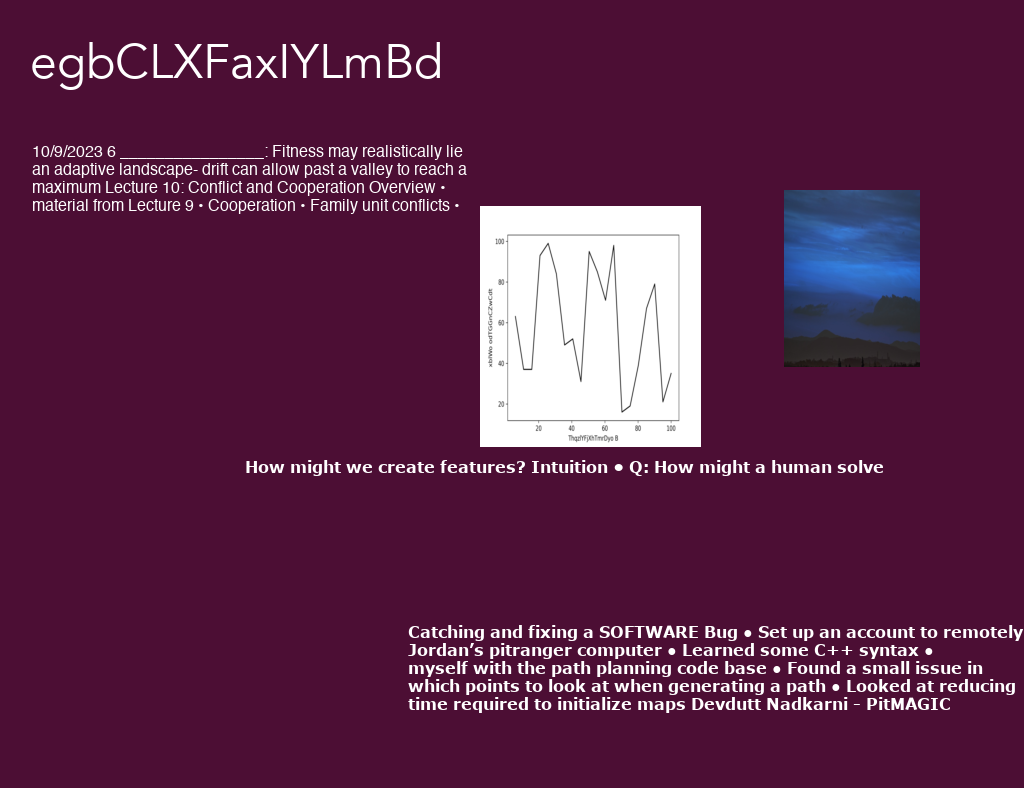 egbCLXFaxIYLmBd
10/9/2023 6 _________________: Fitness may realistically lie
an adaptive landscape- drift can allow past a valley to reach a
maximum Lecture 10: Conflict and Cooperation Overview •
material from Lecture 9 • Cooperation • Family unit conflicts •
100
80
60
40
20
20 40 60 80 100
How might we create features? Intuition ● Q: How might a human solve
Catching and fixing a SOFTWARE Bug ● Set up an account to remotely
Jordan’s pitranger computer ● Learned some C++ syntax ●
myself with the path planning code base ● Found a small issue in
which points to look at when generating a path ● Looked at reducing
time required to initialize maps Devdutt Nadkarni – PitMAGIC